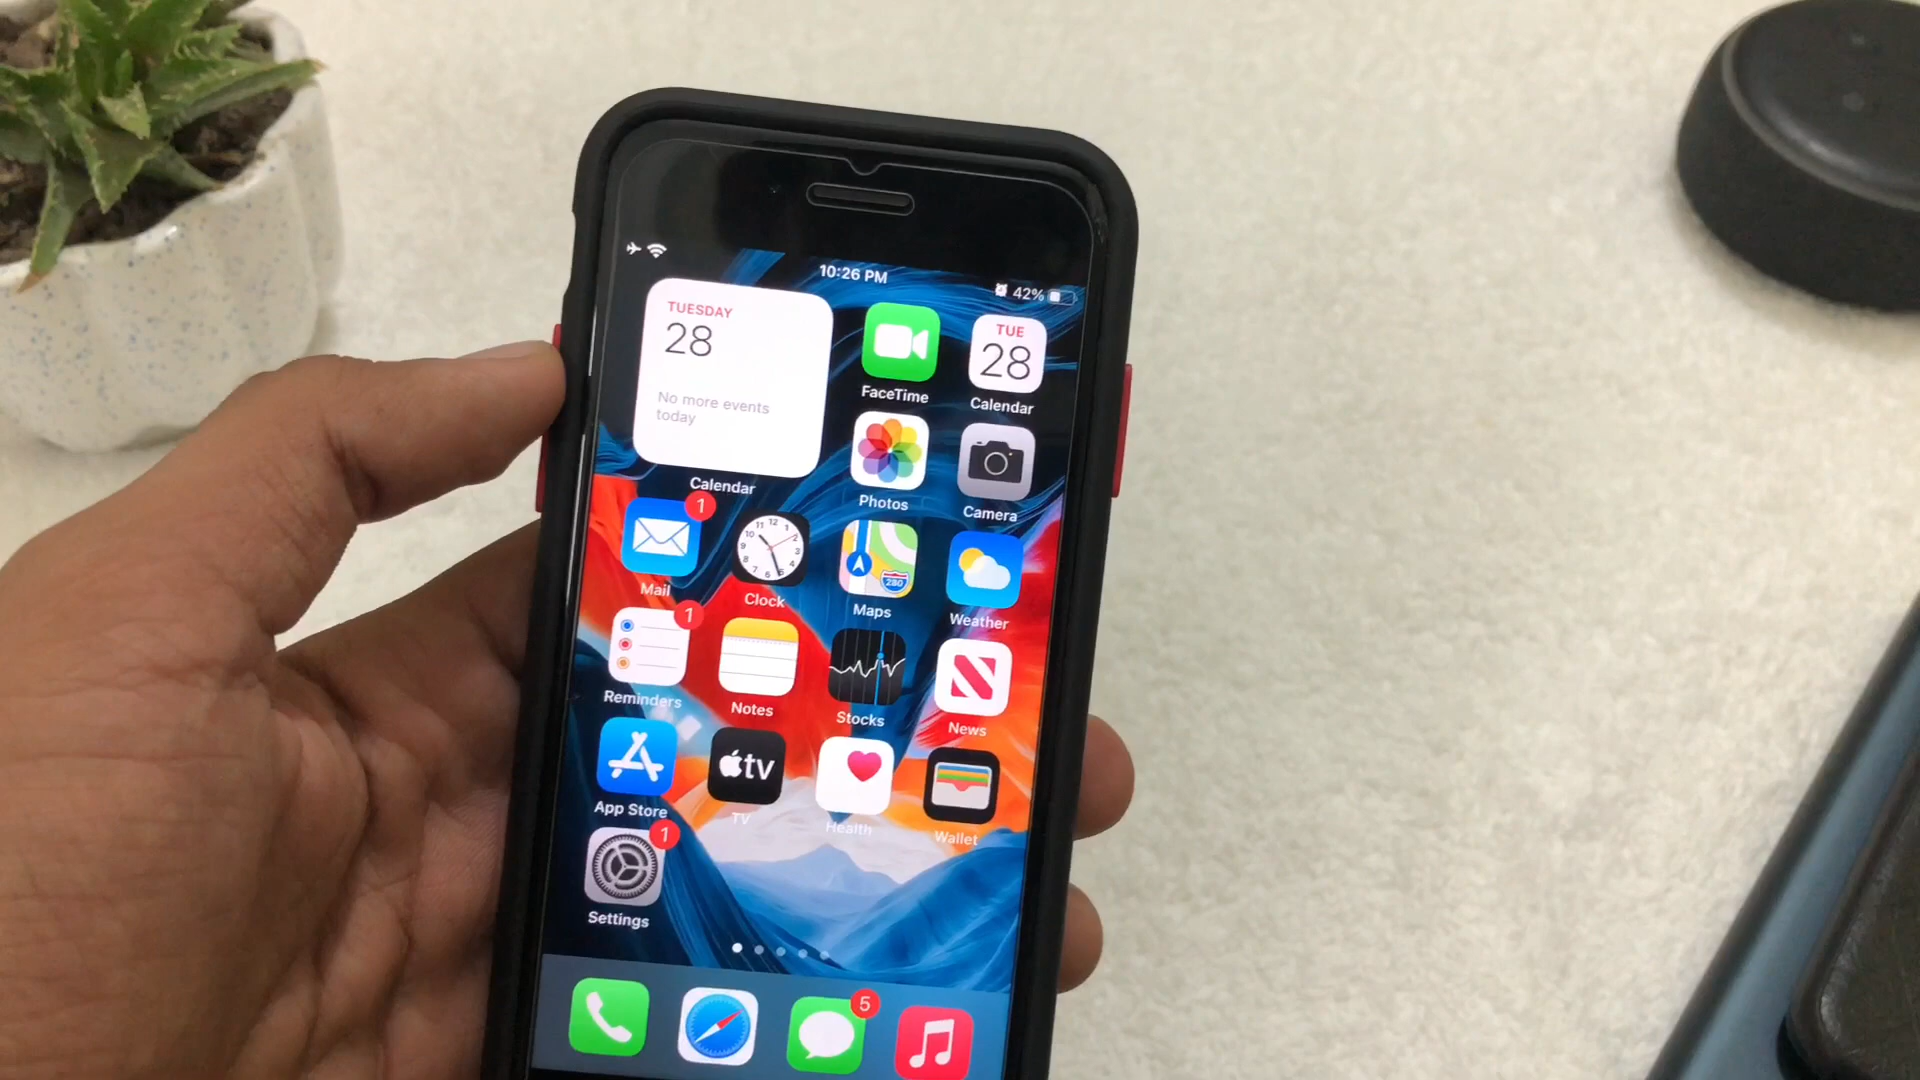 10:26 PM
42%
TUESDAY
28
No more events
today
Calendar
FaceTime
TUE
28
Calendar
Photos
Camera
1
Mail
Clock
280
Maps
Weather
1
Reminders
Notes
Stocks
News
App Store
tv
TV
Health
Wallet
1
Settings
5